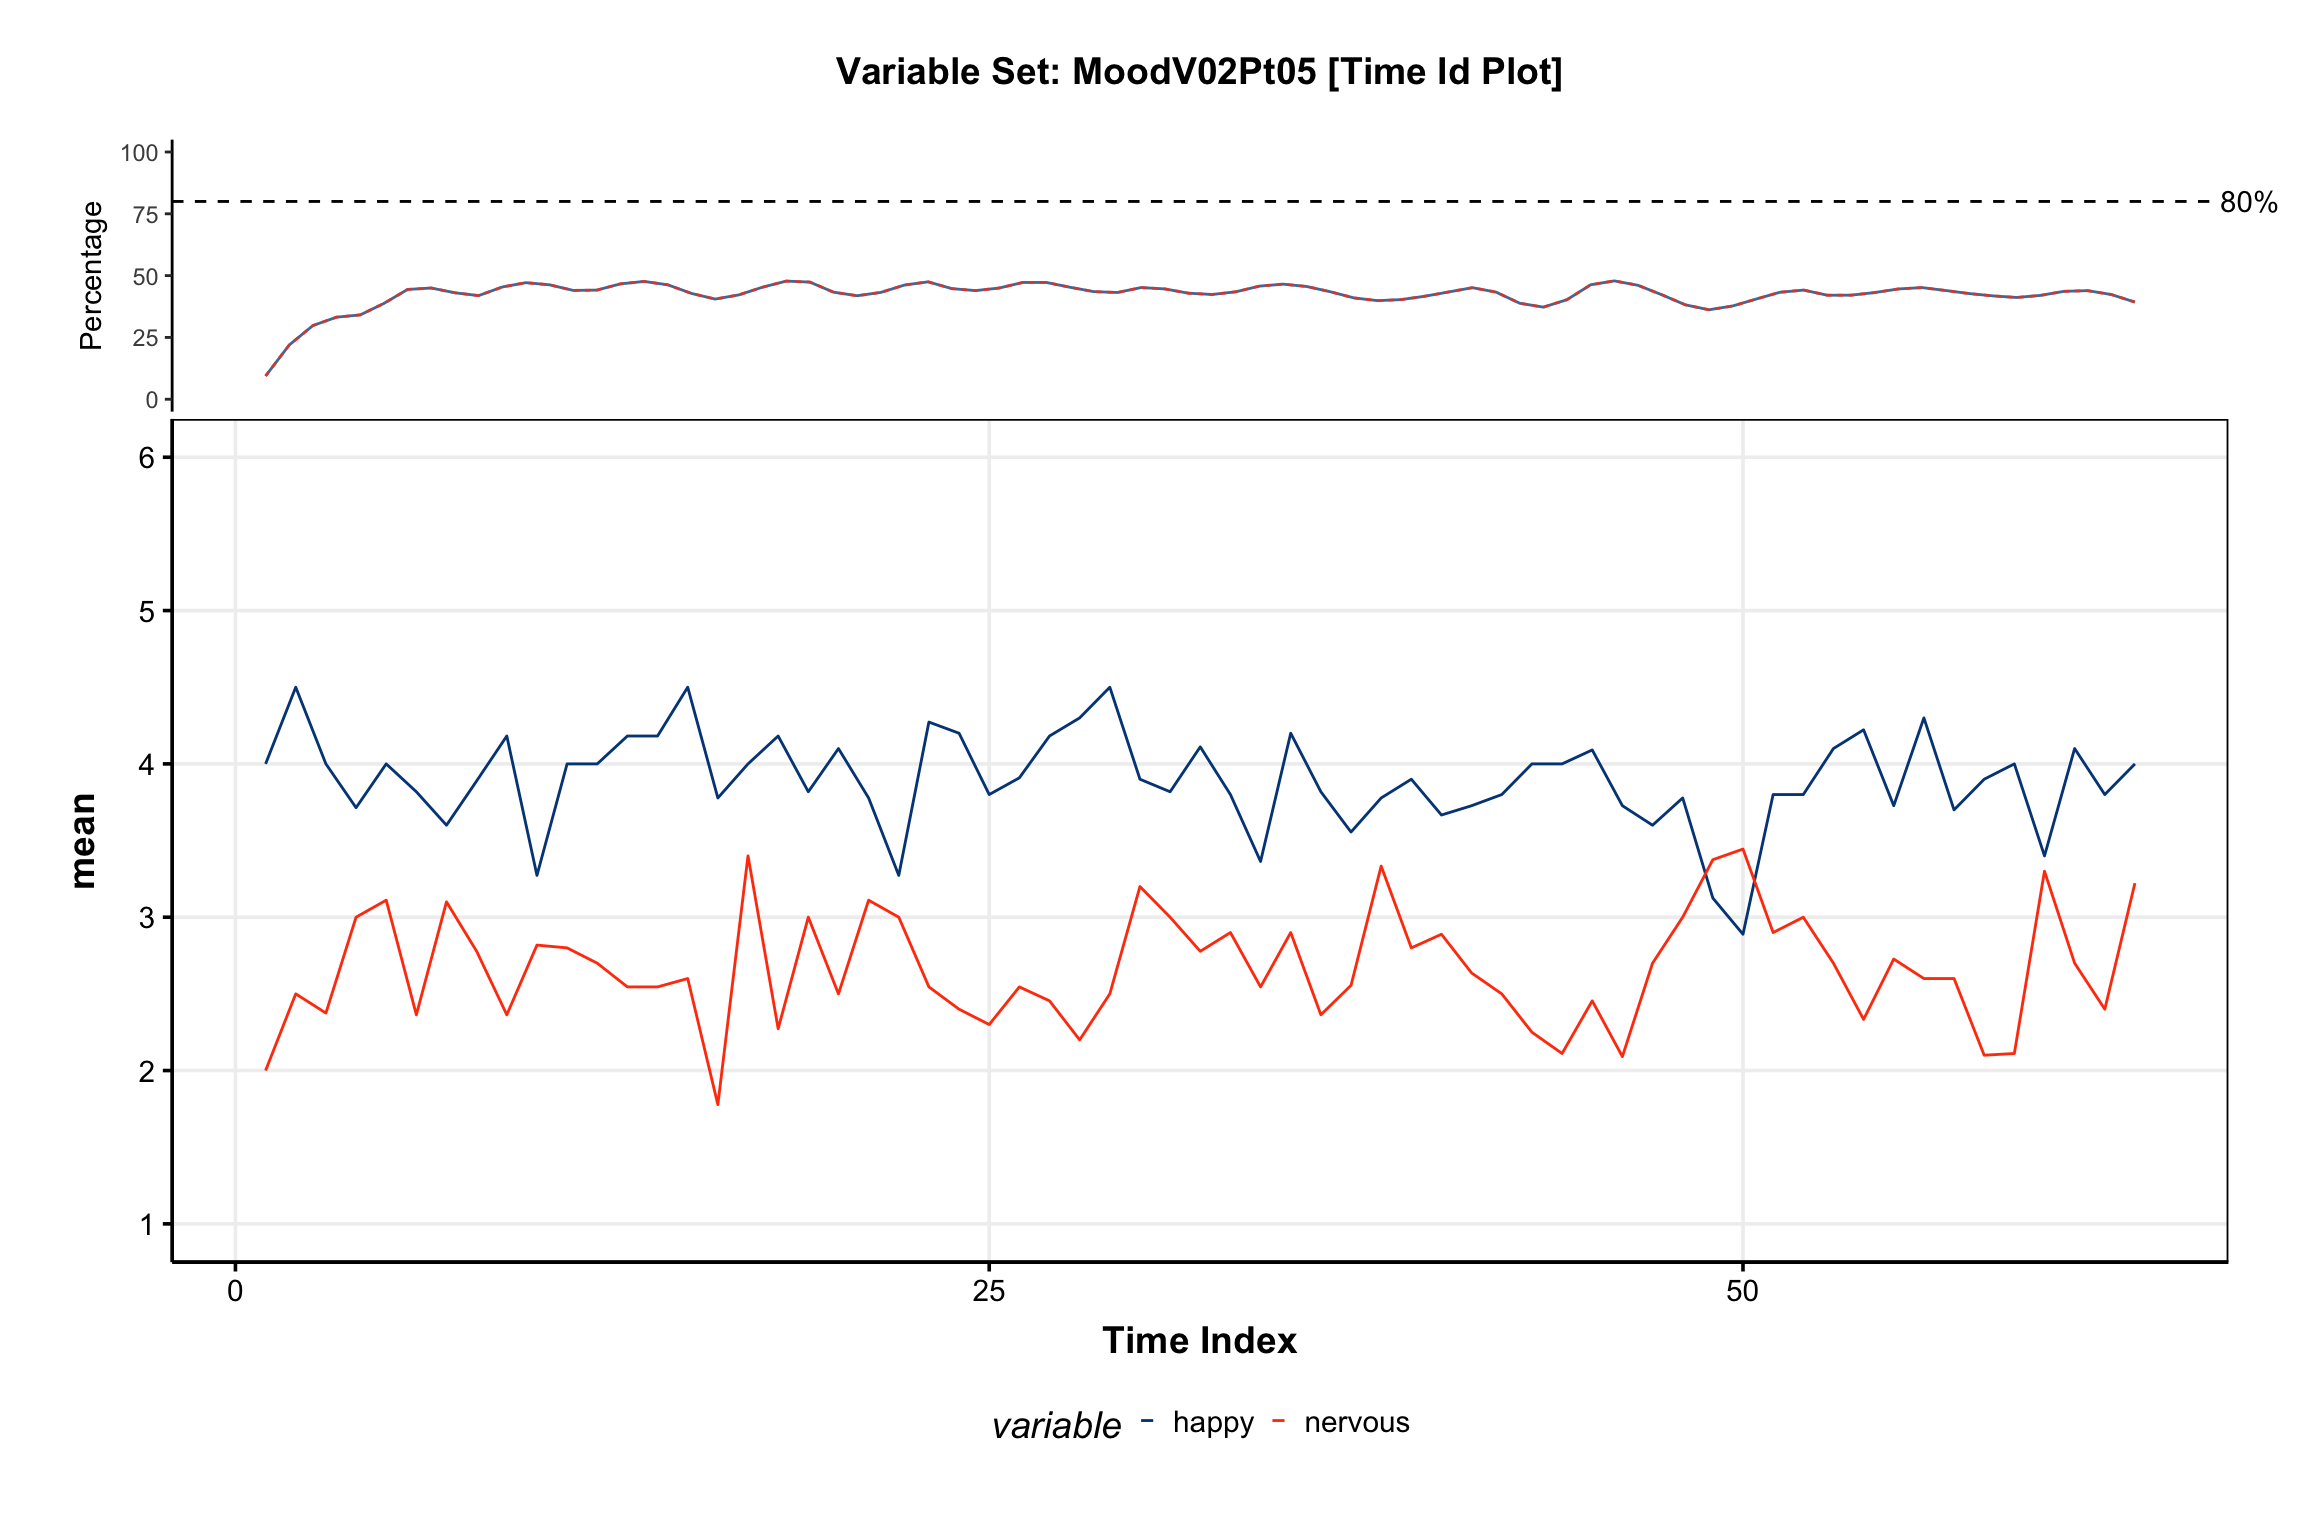 Variable Set: MoodV02Pt05 [Time Id Plot]
Percentage
100
75
50
25
0
80%
mean
6
5
4
3
2
1
0 25 50
Time Index
variable happy nervous